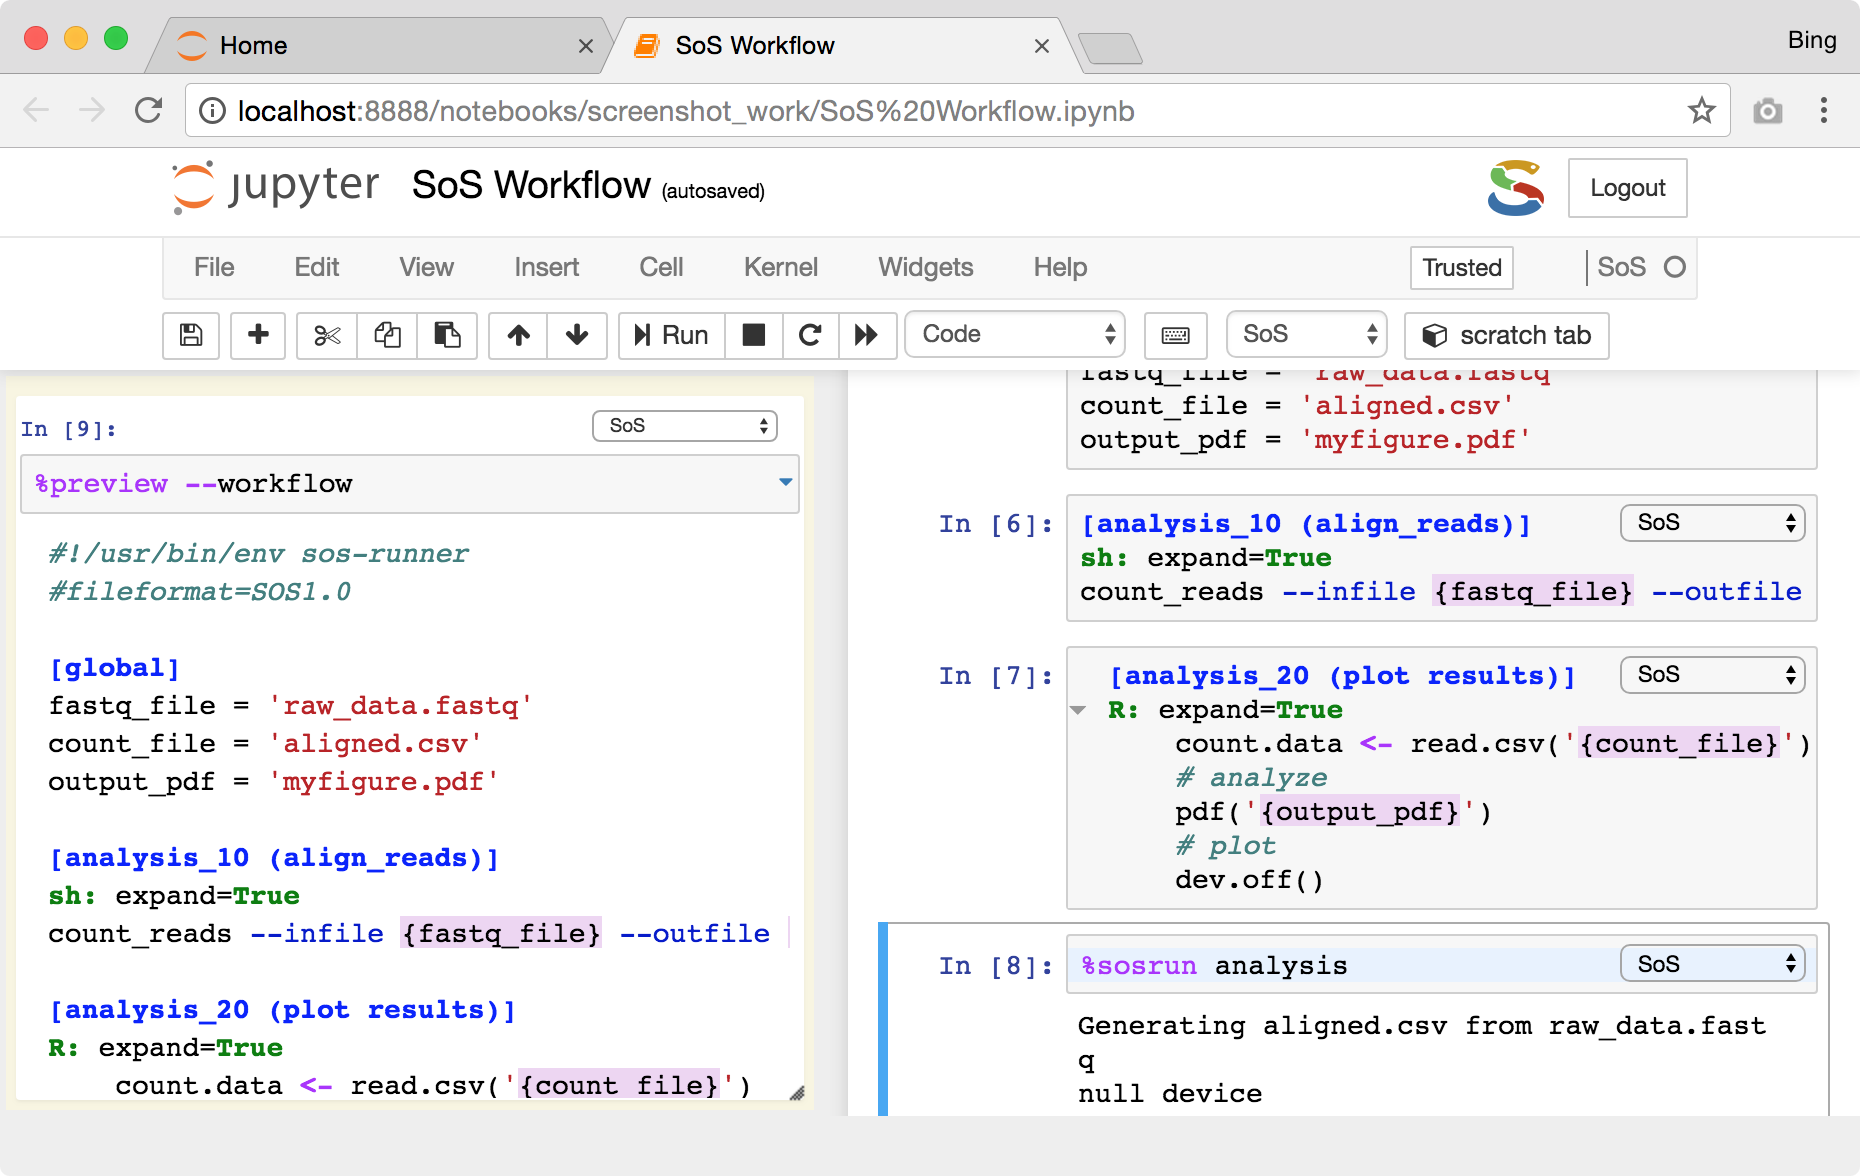 Home
SoS Workflow
Bing
localhost:8888/notebooks/screenshot_work/SoS%20Workflow.ipynb
jupyter SoS Workflow (autosaved)
Logout
File Edit View Insert Cell Kernel Widgets Help Trusted SoS
Run Code SoS scratch tab
In [9]: SoS
%preview --workflow
#!/usr/bin/env sos-runner
#fileformat=SOS1.0
[global]
fastq_file = 'raw_data.fastq'
count_file = 'aligned.csv'
output_pdf = 'myfigure.pdf'
[analysis_10 (align_reads)]
sh: expand=True
count_reads --infile {fastq_file} --outfile
[analysis_20 (plot results)]
R: expand=True
count.data <- read.csv('{count_file}')
fastq_file = 'raw_data.fastq
count_file = 'aligned.csv'
output_pdf = 'myfigure.pdf'
In [6]: [analysis_10 (align_reads)] SoS
sh: expand=True
count_reads --infile {fastq_file} --outfile
In [7]: [analysis_20 (plot results)] SoS
R: expand=True
count.data <- read.csv('{count_file}')
# analyze
pdf('{output_pdf}')
# plot
dev.off()
In [8]: %sosrun analysis SoS
Generating aligned.csv from raw_data.fast
q
null device